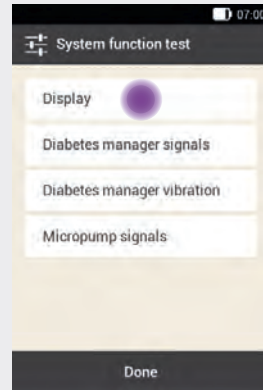 07:00
System function test
Display
Diabetes manager signals
Diabetes manager vibration
Micropump signals
Done